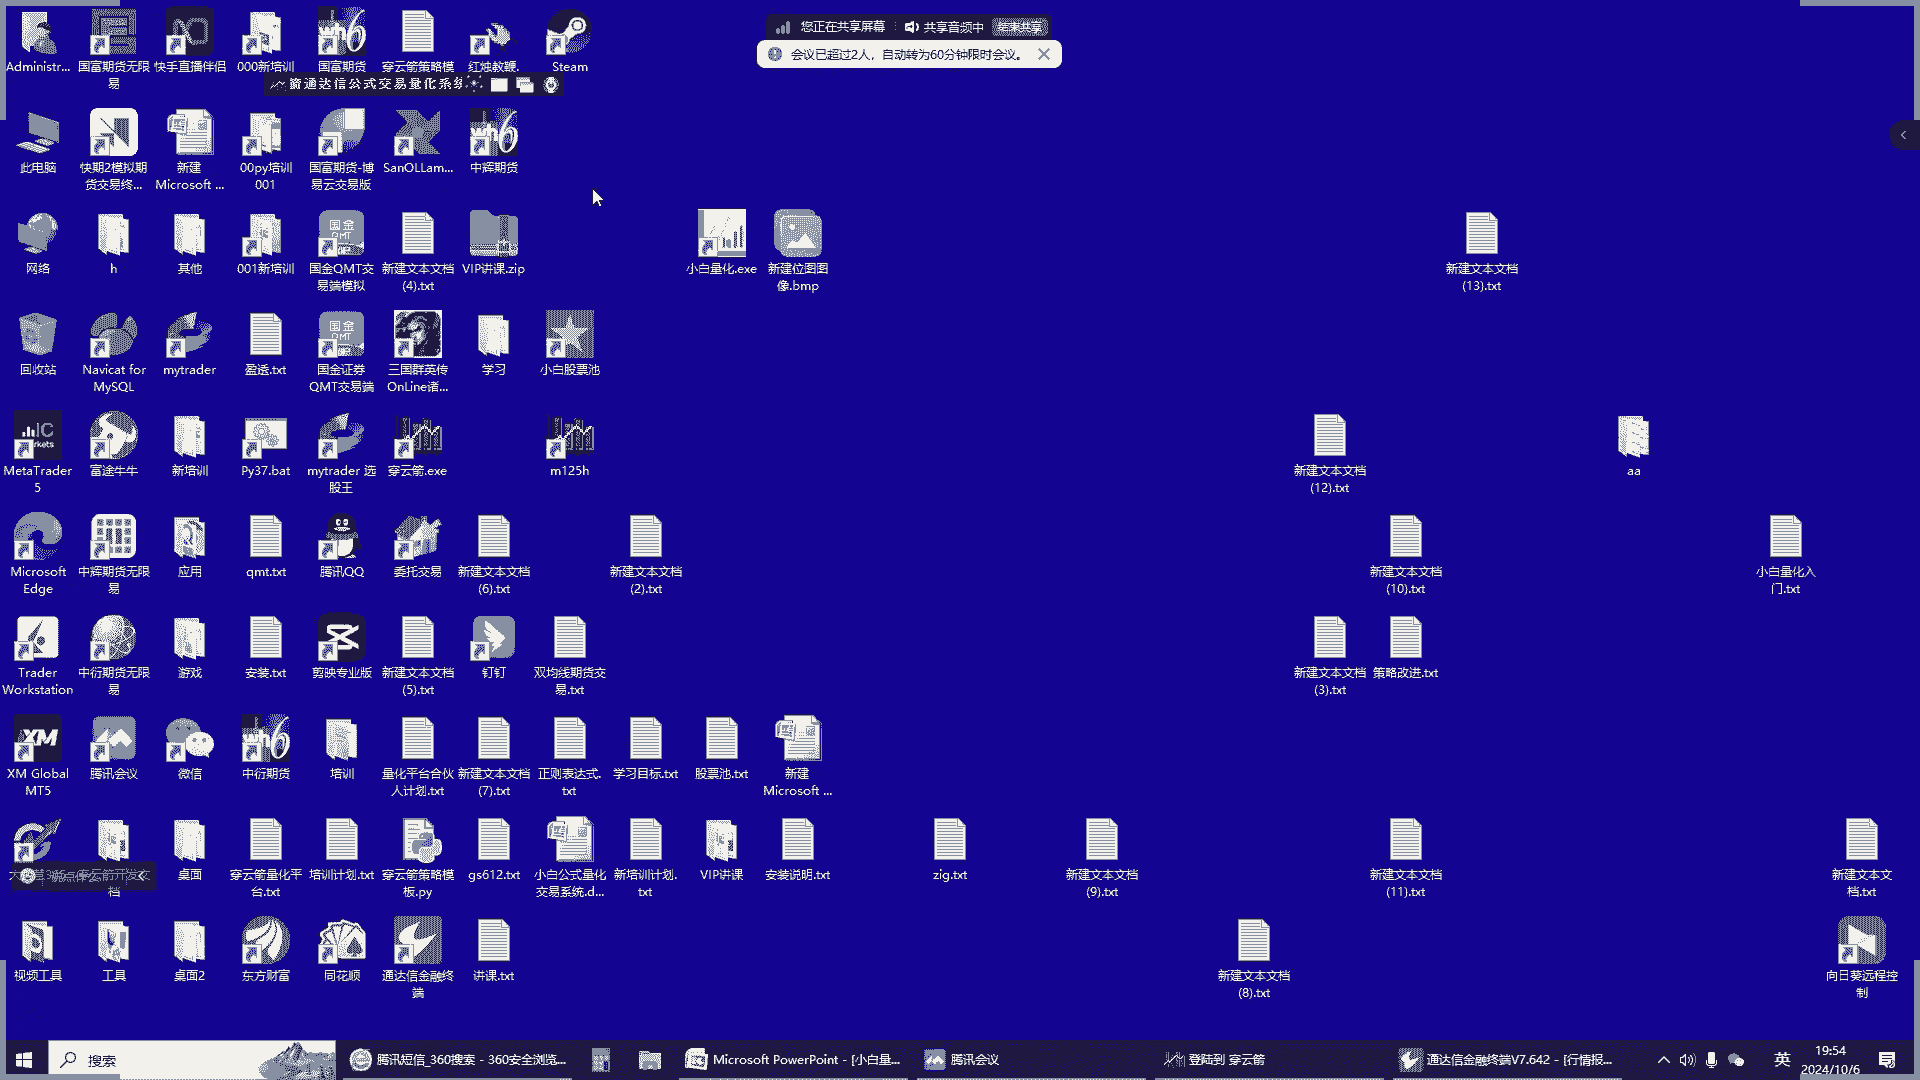 您正在共享屏幕
共享音频中
结束共享
会议已超过2人，自动转为60分钟限时会议。
Administr...
国富期货无限易
快手直播伴侣
000新培训
国富期货
穿云箭策略模
红烛教鞭.
Steam
箭通达信公式交易量化系统
此电脑
快期2模拟期
货交易终...
新建
Microsoft ...
00py培训
001
国富期货-博
易云交易版
SanOLLam...
中辉期货
网络
h
其他
001新培训
国金QMT交
易端模拟
新建文本文档
(4).txt
VIP讲课.zip
小白量化.exe
新建位图图
像.bmp
新建文本文档
(13).txt
回收站
Navicat for
MySQL
mytrader
盈透.txt
国金证券
QMT交易端
三国群英传
OnLine诸...
学习
小白股票池
MetaTrader
5
富途牛牛
新培训
Py37.bat
mytrader 选
股王
穿云箭.exe
m125h
新建文本文档
(12).txt
aa
Microsoft
Edge
中辉期货无限
易
应用
qmt.txt
腾讯QQ
委托交易
新建文本文档
(6).txt
新建文本文档
(2).txt
新建文本文档
(10).txt
小白量化入
门.txt
Trader
Workstation
中衍期货无限
易
游戏
安装.txt
剪映专业版
新建文本文档
(5).txt
钉钉
双均线期货交
易.txt
新建文本文档
(3).txt
策略改进.txt
XM Global
MT5
腾讯会议
微信
中衍期货
培训
量化平台合伙
人计划.txt
新建文本文档
(7).txt
正则表达式.
txt
学习目标.txt
股票池.txt
新建
Microsoft ...
桌面
穿云箭量化平
台.txt
培训计划.txt
穿云箭策略模
板.py
gs612.txt
小白公式量化
交易系统.d...
新培训计划.
txt
VIP讲课
安装说明.txt
zig.txt
新建文本文档
(9).txt
新建文本文档
(11).txt
新建文本文
档.txt
视频工具
工具
桌面2
东方财富
同花顺
通达信金融终
端
讲课.txt
新建文本文档
(8).txt
向日葵远程控
制
搜索
腾讯短信_360搜索 - 360安全浏览...
Microsoft PowerPoint - [小白量...
腾讯会议
登陆到 穿云箭
通达信金融终端V7.642 - [行情报...
英
19:54
2024/10/6